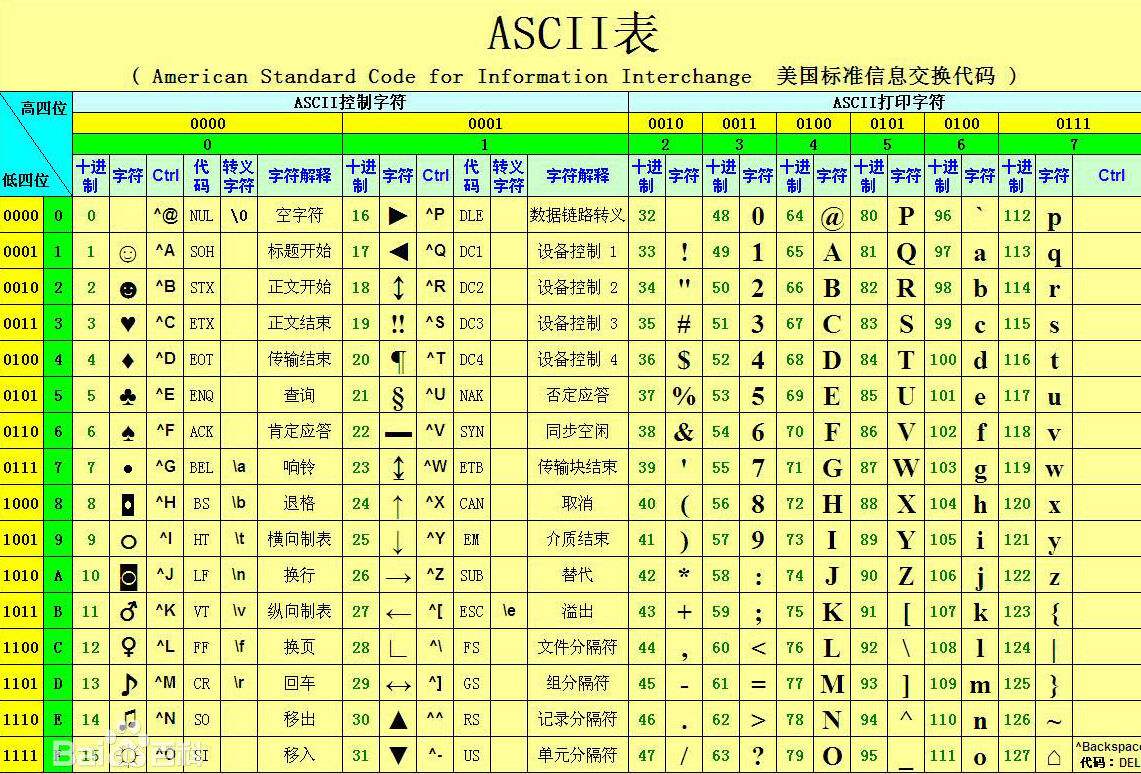 ASCII表
( American Standard Code for Information Interchange 美国标准信息交换代码 )
高四位 ASCII控制字符 ASCII打印字符
0000 0001 0010 0011 0100 0101 0100 0111
0 1 2 3 4 5 6 7
低四位 十进制 字符 Ctrl 代码 转义字符 字符解释 十进制 字符 Ctrl 代码 转义字符 字符解释 十进制 字符 十进制 字符 十进制 字符 十进制 字符 十进制 字符 十进制 字符 Ctrl
0000 0 0 ^@ NUL \0 空字符 16 ► ^P DLE 数据链路转义 32 48 0 64 @ 80 P 96 ` 112 p
0001 1 1 ☺ ^A SOH 标题开始 17 ◄ ^Q DC1 设备控制 1 33 ! 49 1 65 A 81 Q 97 a 113 q
0010 2 2 ☻ ^B STX 正文开始 18 ↕ ^R DC2 设备控制 2 34 " 50 2 66 B 82 R 98 b 114 r
0011 3 3 ♥ ^C ETX 正文结束 19 ‼ ^S DC3 设备控制 3 35 # 51 3 67 C 83 S 99 c 115 s
0100 4 4 ♦ ^D EOT 传输结束 20 ¶ ^T DC4 设备控制 4 36 $ 52 4 68 D 84 T 100 d 116 t
0101 5 5 ♣ ^E ENQ 查询 21 § ^U NAK 否定应答 37 % 53 5 69 E 85 U 101 e 117 u
0110 6 6 ♠ ^F ACK 肯定应答 22 ▬ ^V SYN 同步空闲 38 & 54 6 70 F 86 V 102 f 118 v
0111 7 7 • ^G BEL \a 响铃 23 ↨ ^W ETB 传输块结束 39 ' 55 7 71 G 87 W 103 g 119 w
1000 8 8 ◘ ^H BS \b 退格 24 ↑ ^X CAN 取消 40 ( 56 8 72 H 88 X 104 h 120 x
1001 9 9 ○ ^I HT \t 横向制表 25 ↓ ^Y EM 介质结束 41 ) 57 9 73 I 89 Y 105 i 121 y
1010 A 10 ◙ ^J LF \n 换行 26 → ^Z SUB 替代 42 * 58 : 74 J 90 Z 106 j 122 z
1011 B 11 ♂ ^K VT \v 纵向制表 27 ← ^[ ESC \e 溢出 43 + 59 ; 75 K 91 [ 107 k 123 {
1100 C 12 ♀ ^L FF \f 换页 28 ∟ ^\ FS 文件分隔符 44 , 60 < 76 L 92 \ 108 l 124 |
1101 D 13 ♪ ^M CR \r 回车 29 ↔ ^] GS 组分隔符 45 - 61 = 77 M 93 ] 109 m 125 }
1110 E 14 ♫ ^N SO 移出 30 ▲ ^^ RS 记录分隔符 46 . 62 > 78 N 94 ^ 110 n 126 ~
1111 15 ☼ ^O SI 移入 31 ▼ ^- US 单元分隔符 47 / 63 ? 79 O 95 _ 111 o 127 ⌂ ^Backspace 代码：DEL
Bai百科